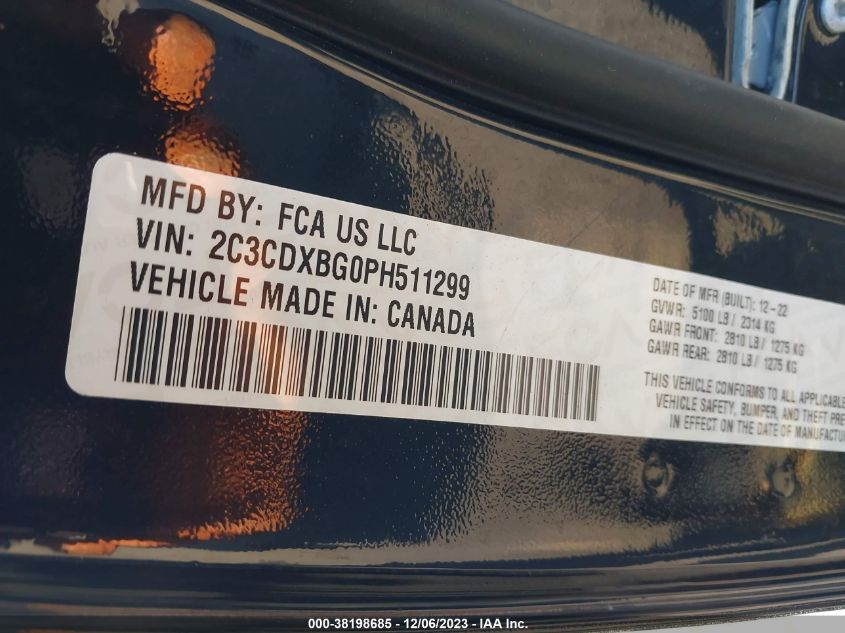 MFD BY: FCA US LLC
VIN: 2C3CDXBG0PH511299
VEHICLE MADE IN: CANADA
DATE OF MFR (BUILT): 12-22
GVWR: 5100 LB / 2314 KG
GAWR FRONT: 2810 LB / 1275 KG
GAWR REAR: 2810 LB / 1275 KG
THIS VEHICLE CONFORMS TO ALL APPLICABLE
VEHICLE SAFETY, BUMPER, AND THEFT PRE
IN EFFECT ON THE DATE OF MANUFACTU
000-38198685 - 12/06/2023 - © IAA Inc.